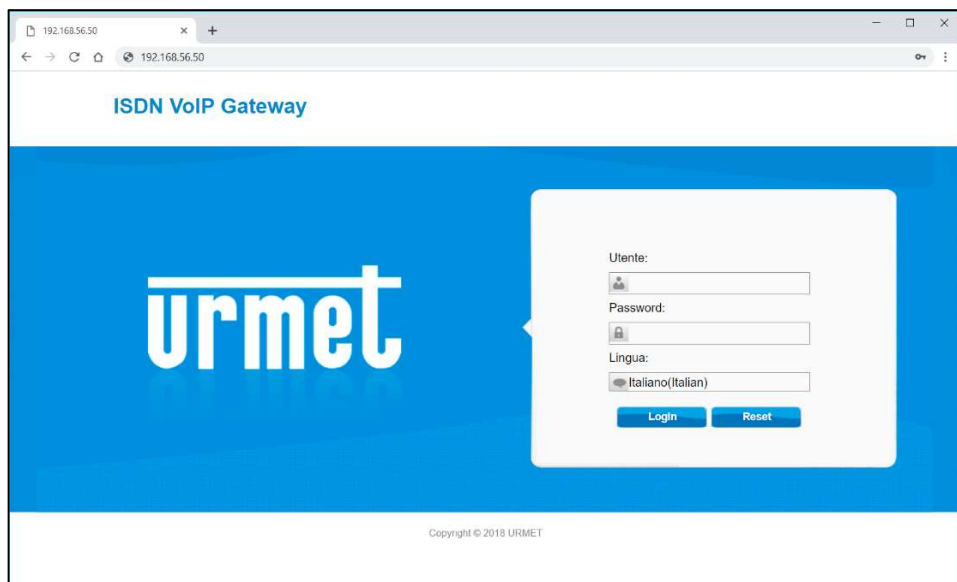 192.168.56.50
192.168.56.50
ISDN VoIP Gateway
urmet
Utente:
Password:
Lingua:
Italiano(Italian)
Login Reset
Copyright © 2018 URMET